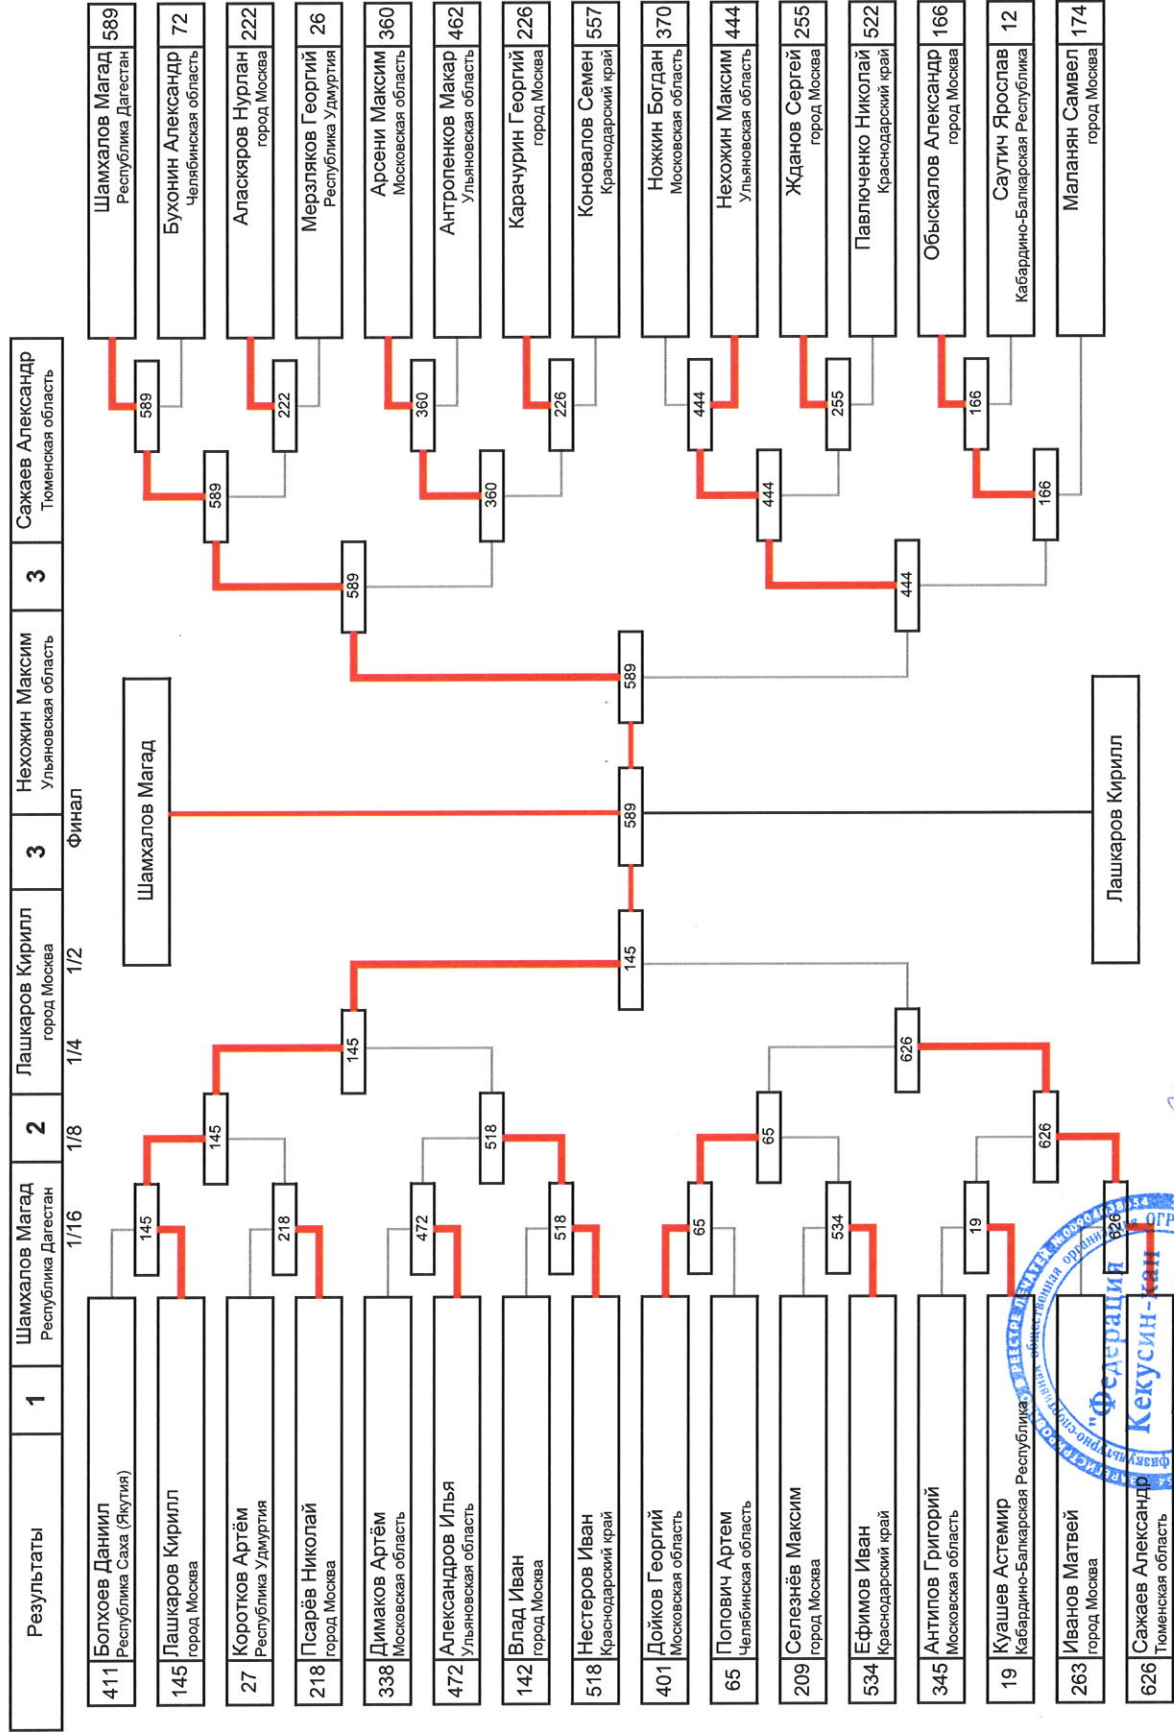 Результаты
1
Шамхалов Магад
Республика Дагестан
2
Лашкаров Кирилл
город Москва
3
Нехожин Максим
Ульяновская область
3
Сажаев Александр
Тюменская область
1/16
1/8
1/4
1/2
Финал
411
Болхоев Даниил
Республика Саха (Якутия)
145
Лашкаров Кирилл
город Москва
27
Коротков Артём
Республика Удмуртия
218
Псарёв Николай
город Москва
338
Димаков Артём
Московская область
472
Александров Илья
Ульяновская область
142
Влад Иван
город Москва
518
Нестеров Иван
Краснодарский край
401
Дойков Георгий
Московская область
65
Попович Артем
Челябинская область
209
Селезнёв Максим
город Москва
534
Ефимов Иван
Краснодарский край
345
Антипов Григорий
Московская область
19
Куашев Астемир
Кабардино-Балкарская Республика
263
Иванов Матвей
город Москва
626
Сажаев Александр
Тюменская область
145
218
472
518
65
534
19
626
145
518
65
626
145
626
145
Шамхалов Магад
589
Лашкаров Кирилл
589
589
444
589
360
444
166
589
222
360
226
444
255
166
Шамхалов Магад
Республика Дагестан
589
Бухонин Александр
Челябинская область
72
Аласкяров Нурлан
город Москва
222
Мерзляков Георгий
Республика Удмуртия
26
Арсени Максим
Московская область
360
Антропенков Макар
Ульяновская область
462
Карачурин Георгий
город Москва
226
Коновалов Семен
Краснодарский край
557
Ножкин Богдан
Московская область
370
Нехожин Максим
Ульяновская область
444
Жданов Сергей
город Москва
255
Павлюченко Николай
Краснодарский край
522
Обыскалов Александр
город Москва
166
Саутич Ярослав
Кабардино-Балкарская Республика
12
Маланян Самвел
город Москва
174
"Федерация
Кекусин-кан